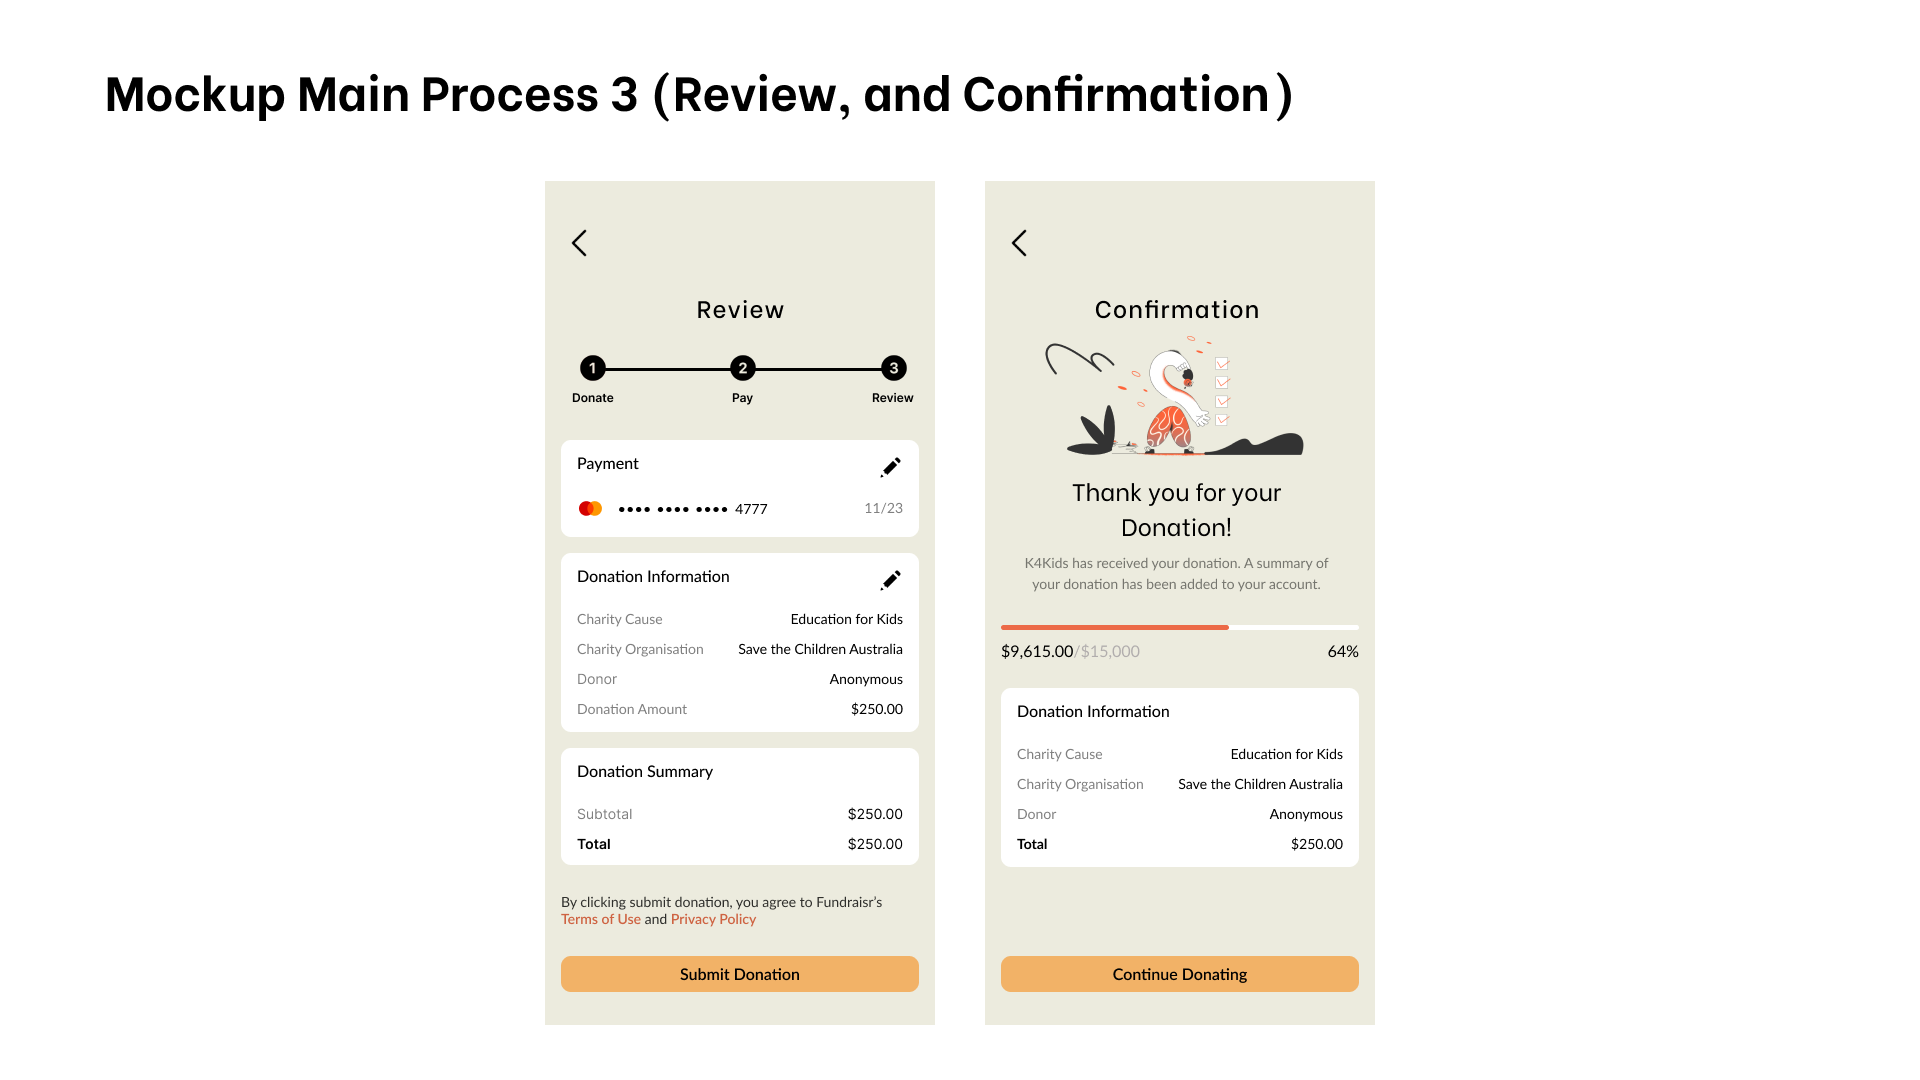 Mockup Main Process 3 (Review, and Confirmation)
Review
1 2 3
Donate Pay Review
Payment
•••• •••• •••• 4777 11/23
Donation Information
Charity Cause Education for Kids
Charity Organisation Save the Children Australia
Donor Anonymous
Donation Amount $250.00
Donation Summary
Subtotal $250.00
Total $250.00
By clicking submit donation, you agree to Fundraisr’s
Terms of Use and Privacy Policy
Submit Donation
Confirmation
Thank you for your
Donation!
K4Kids has received your donation. A summary of
your donation has been added to your account.
$9,615.00/$15,000 64%
Donation Information
Charity Cause Education for Kids
Charity Organisation Save the Children Australia
Donor Anonymous
Total $250.00
Continue Donating